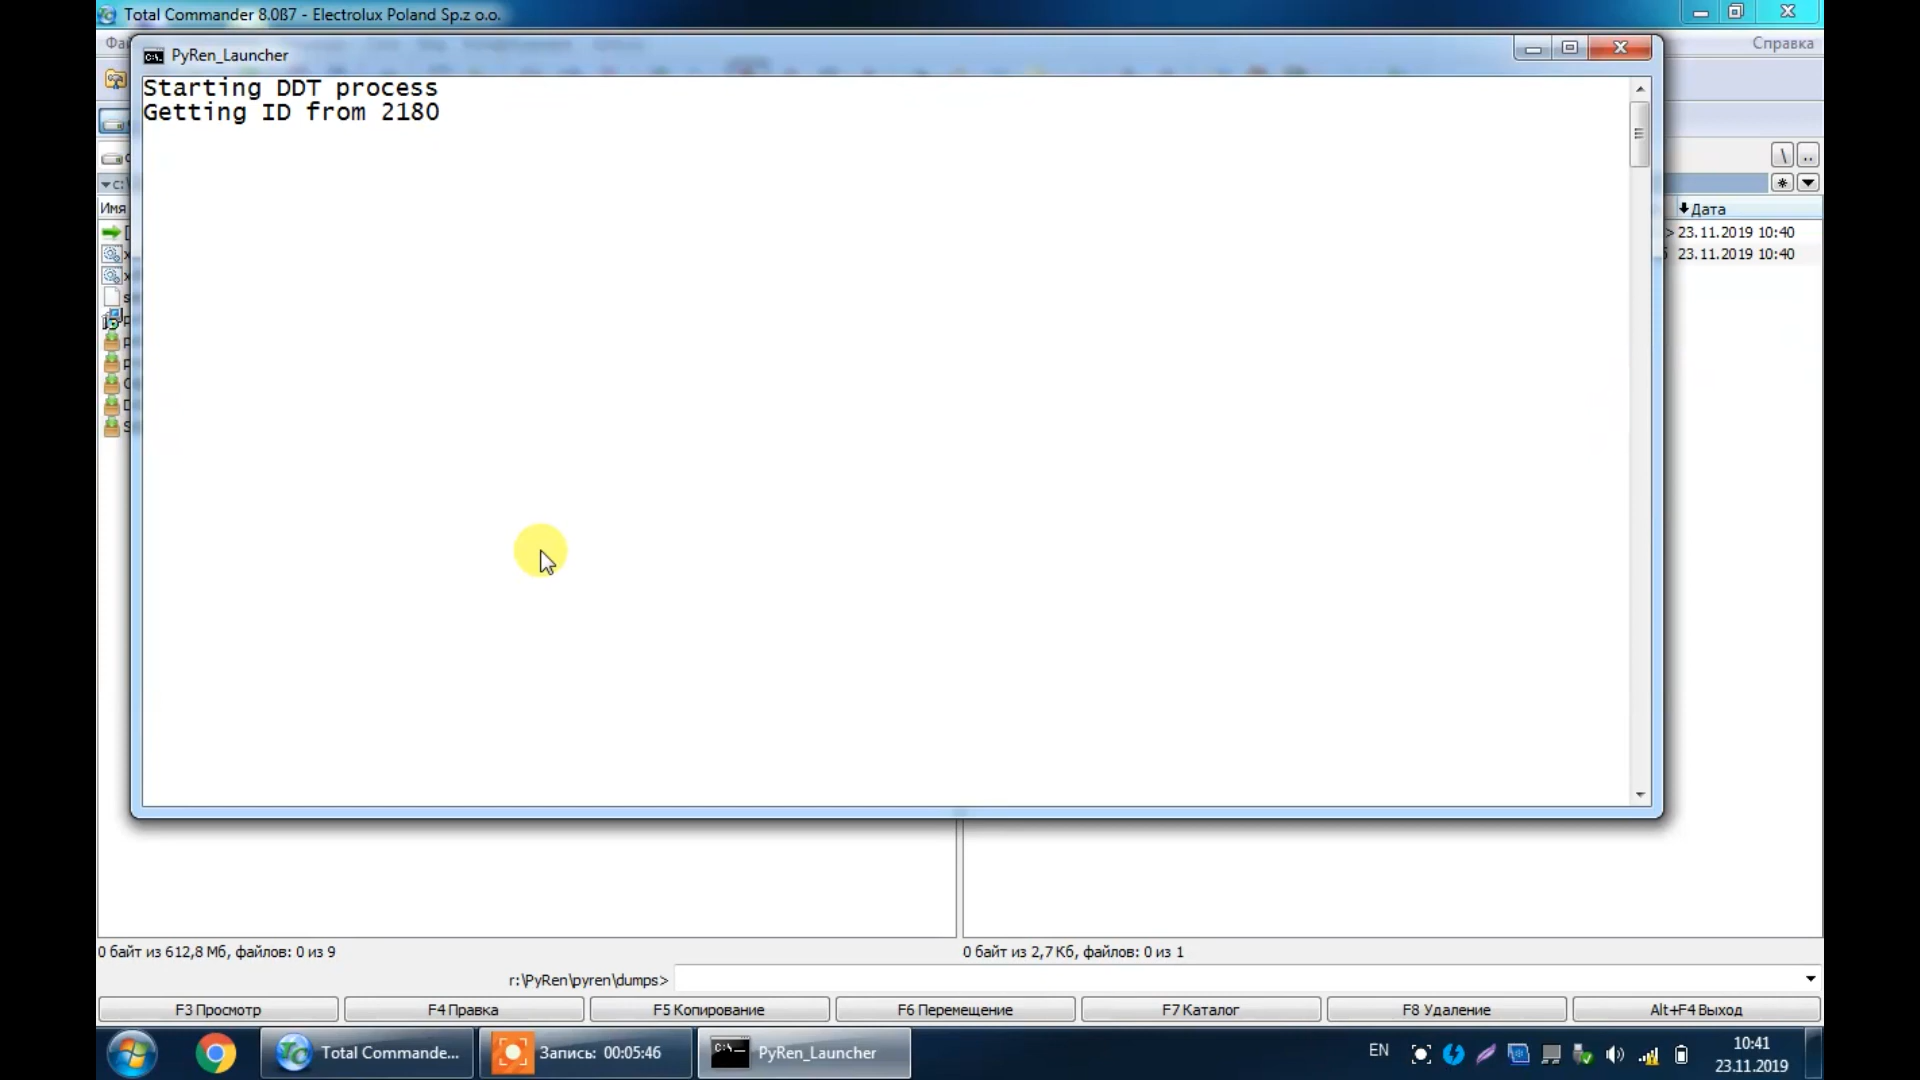 Total Commander 8.0ß7 - Electrolux Poland Sp.z o.o.
Справка
PyRen_Launcher
Starting DDT process
Getting ID from 2180
\ ..
c:\
* 
Имя
Дата
23.11.2019 10:40
23.11.2019 10:40
0 байт из 612,8 Мб, файлов: 0 из 9
0 байт из 2,7 Кб, файлов: 0 из 1
r:\PyRen\pyren\dumps>
F3 Просмотр
F4 Правка
F5 Копирование
F6 Перемещение
F7 Каталог
F8 Удаление
Alt+F4 Выход
Total Commande...
Запись: 00:05:46
PyRen_Launcher
EN
10:41
23.11.2019